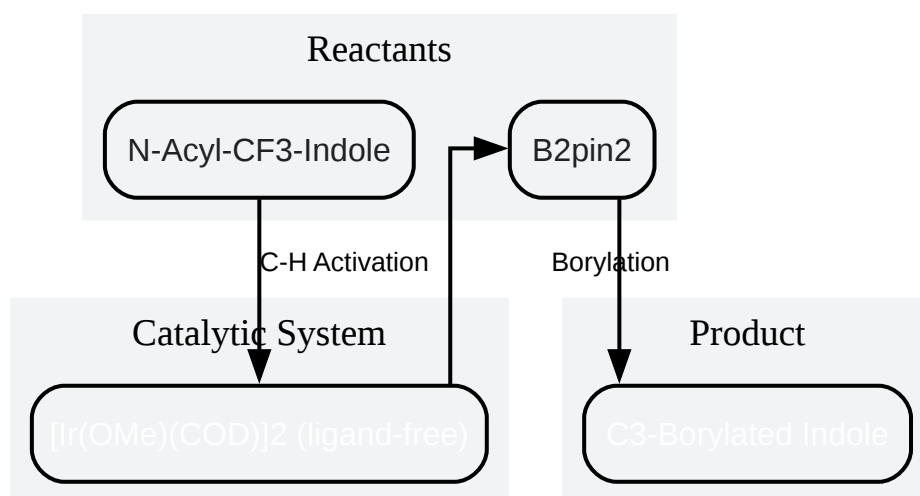 Reactants
N-Acyl-CF3-Indole
B2pin2
C-H Activation
Borylation
Catalytic System
Product
[Ir(OMe)(COD)]2 (ligand-free)
C3-Borylated Indole